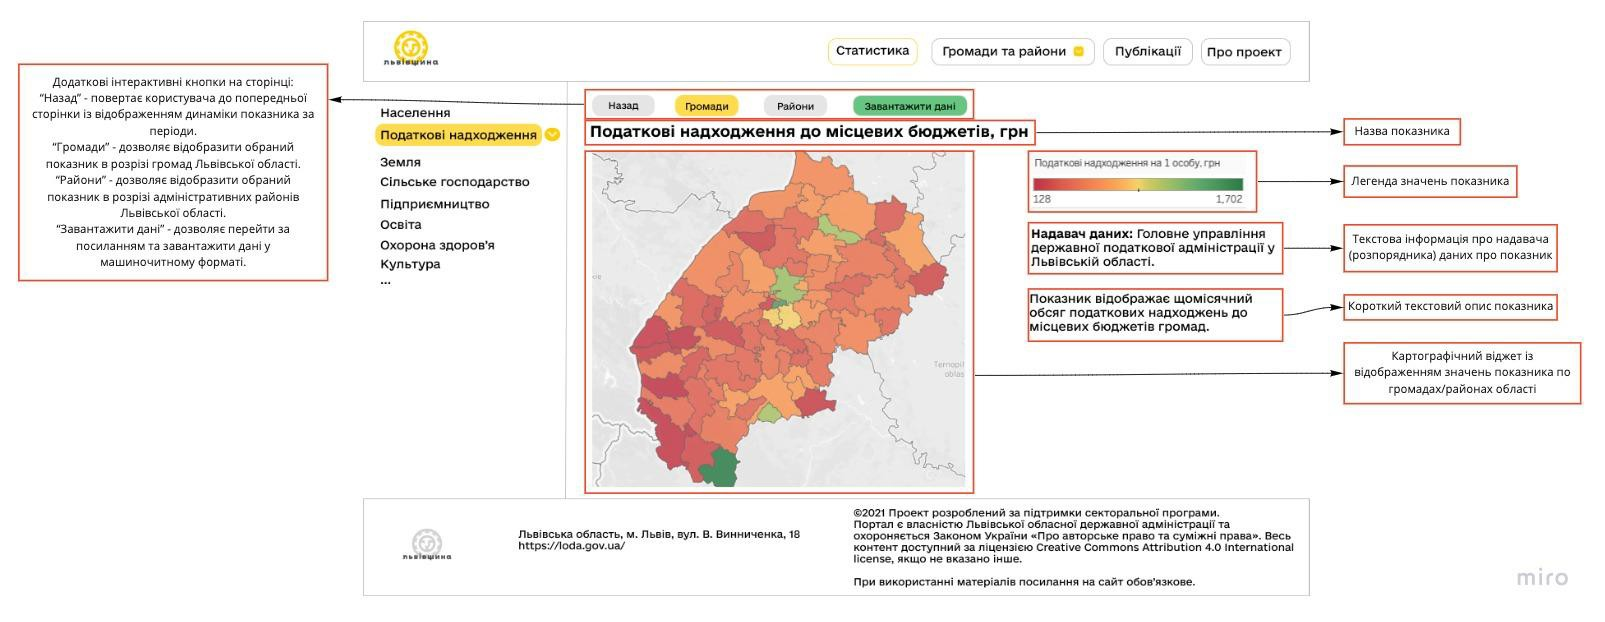 львівщина
Статистика
Громади та райони
Публікації
Про проект
Додаткові інтерактивні кнопки на сторінці:
“Назад” - повертає користувача до попередньої
сторінки із відображенням динаміки показника за
періоди.
“Громади” - дозволяє відобразити обраний
показник в розрізі громад Львівської області.
“Райони” - дозволяє відобразити обраний
показник в розрізі адміністративних районів
Львівської області.
“Завантажити дані” - дозволяє перейти за
посиланням та завантажити дані у
машиночитному форматі.
Населення
Податкові надходження
Земля
Сільське господарство
Підприємництво
Освіта
Охорона здоров’я
Культура
...
Назад
Громади
Райони
Завантажити дані
Податкові надходження до місцевих бюджетів, грн
Назва показника
Податкові надходження на 1 особу, грн
128
1,702
Легенда значень показника
Надавач даних: Головне управління
державної податкової адміністрації у
Львівській області.
Текстова інформація про надавача
(розпорядника) даних про показник
Показник відображає щомісячний
обсяг податкових надходжень до
місцевих бюджетів громад.
Короткий текстовий опис показника
Ternopil
oblas
Картографічний віджет із
відображенням значень показника по
громадах/районах області
львівщина
Львівська область, м. Львів, вул. В. Винниченка, 18
https://loda.gov.ua/
©2021 Проект розроблений за підтримки секторальної програми.
Портал є власністю Львівської обласної державної адміністрації та
охороняється Законом України «Про авторське право та суміжні права». Весь
контент доступний за ліцензією Creative Commons Attribution 4.0 International
license, якщо не вказано інше.
При використанні матеріалів посилання на сайт обов’язкове.
miro